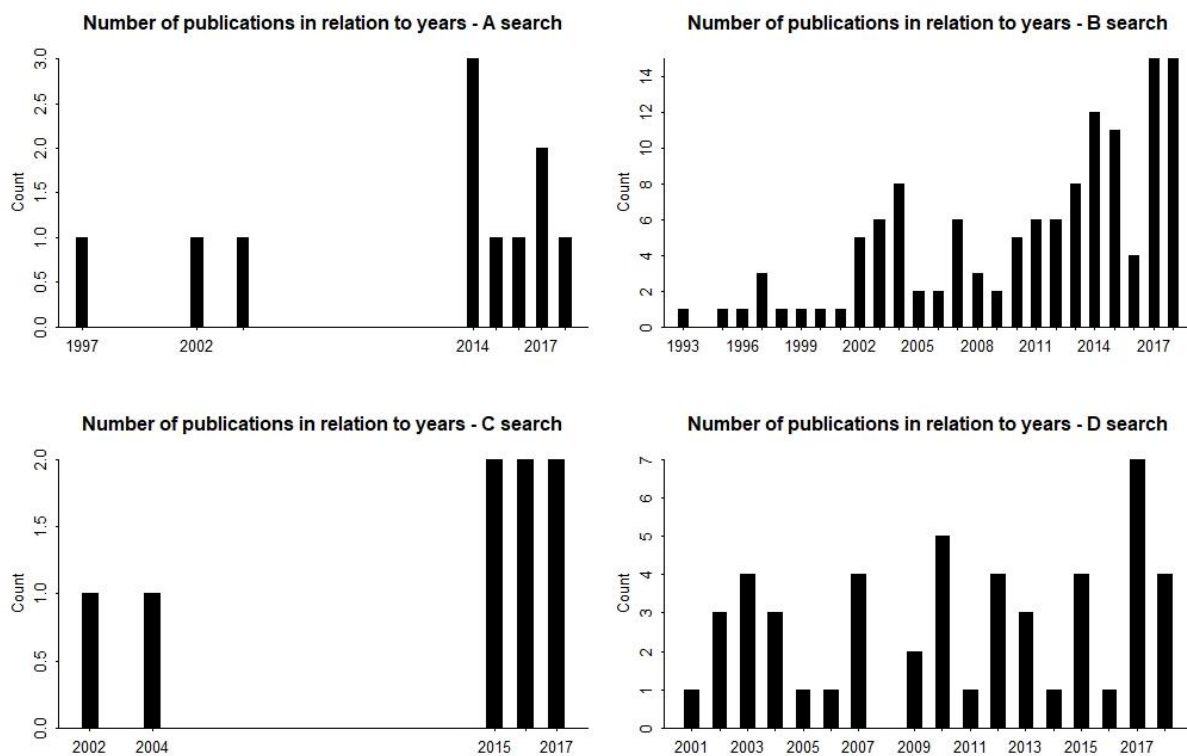 Number of publications in relation to years - A search
Count
0.0 0.5 1.0 1.5 2.0 2.5 3.0
1997 2002 2014 2017
Number of publications in relation to years - B search
Count
0 2 4 6 8 10 12 14
1993 1996 1999 2002 2005 2008 2011 2014 2017
Number of publications in relation to years - C search
Count
0.0 0.5 1.0 1.5 2.0
2002 2004 2015 2017
Number of publications in relation to years - D search
Count
0 1 2 3 4 5 6 7
2001 2003 2005 2007 2009 2011 2013 2015 2017